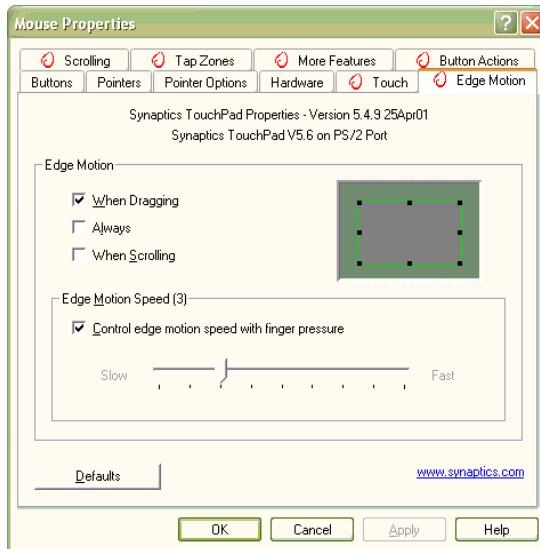 Mouse Properties
Scrolling Tap Zones More Features Button Actions
Buttons Pointers Pointer Options Hardware Touch Edge Motion
Synaptics TouchPad Properties - Version 5.4.9 25Apr01
Synaptics TouchPad V5.6 on PS/2 Port
Edge Motion
When Dragging
Always
When Scrolling
Edge Motion Speed (3)
Control edge motion speed with finger pressure
Slow Fast
Defaults www.synaptics.com
OK Cancel Apply Help